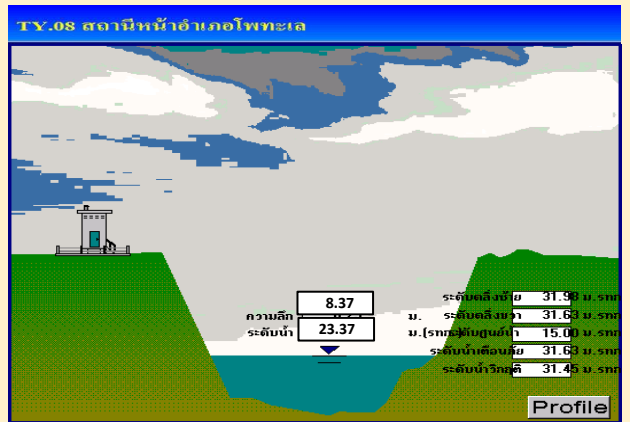 TY.08 สถานีหน้าอำเภอโพทะเล
ความลึก 8.37 ม.
ระดับน้ำ 23.37 ม.(รทก.)
ระดับตลิ่งซ้าย 31.98 ม.รทก
ระดับตลิ่งขวา 31.63 ม.รทก
ระดับศูนย์น้ำ 15.00 ม.รทก
ระดับน้ำเตือนภัย 31.63 ม.รทก
ระดับน้ำวิกฤติ 31.45 ม.รทก
Profile